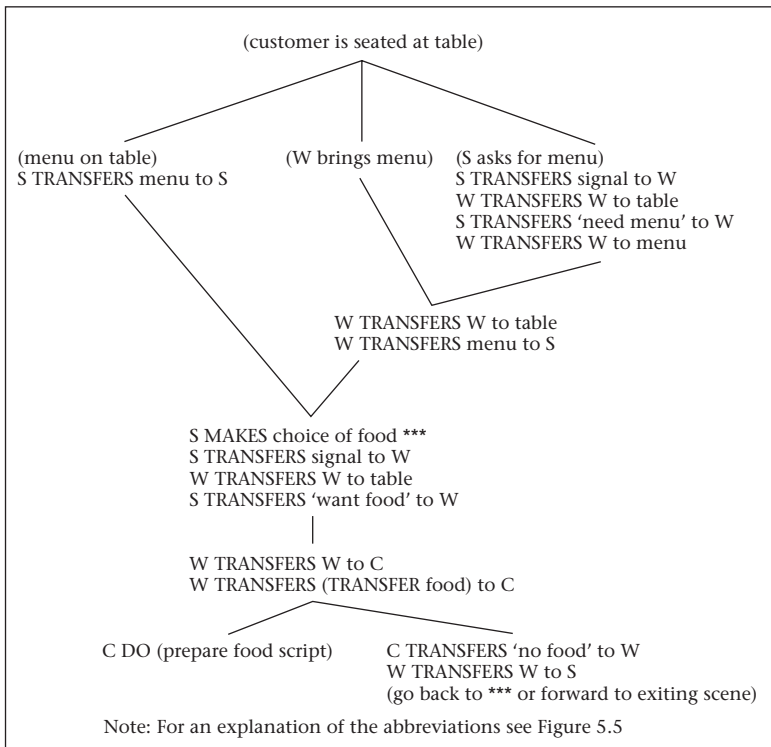 (customer is seated at table)
(menu on table)
S TRANSFERS menu to S
(W brings menu)
(S asks for menu)
S TRANSFERS signal to W
W TRANSFERS W to table
S TRANSFERS ‘need menu’ to W
W TRANSFERS W to menu
W TRANSFERS W to table
W TRANSFERS menu to S
S MAKES choice of food ***
S TRANSFERS signal to W
W TRANSFERS W to table
S TRANSFERS ‘want food’ to W
W TRANSFERS W to C
W TRANSFERS (TRANSFER food) to C
C DO (prepare food script)
C TRANSFERS ‘no food’ to W
W TRANSFERS W to S
(go back to *** or forward to exiting scene)
Note: For an explanation of the abbreviations see Figure 5.5